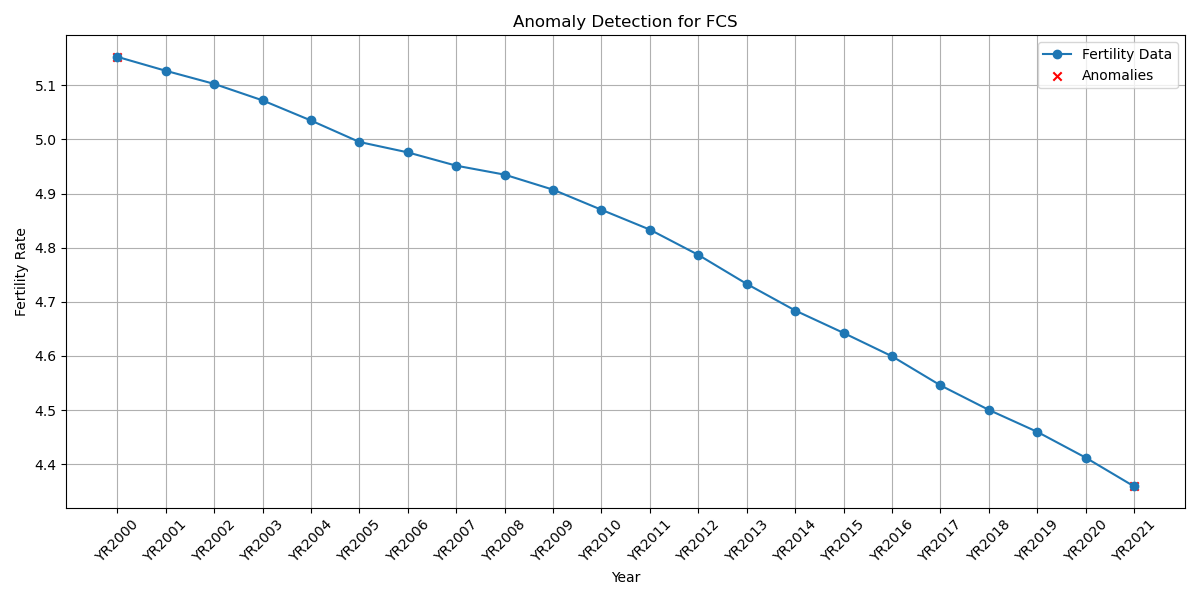 Anomaly Detection for FCS
Fertility Data
Anomalies
5.1
5.0
4.9
4.8
4.7
4.6
4.5
4.4
Fertility Rate
YR2000
YR2001
YR2002
YR2003
YR2004
YR2005
YR2006
YR2007
YR2008
YR2009
YR2010
YR2011
YR2012
YR2013
YR2014
YR2015
YR2016
YR2017
YR2018
YR2019
YR2020
YR2021
Year